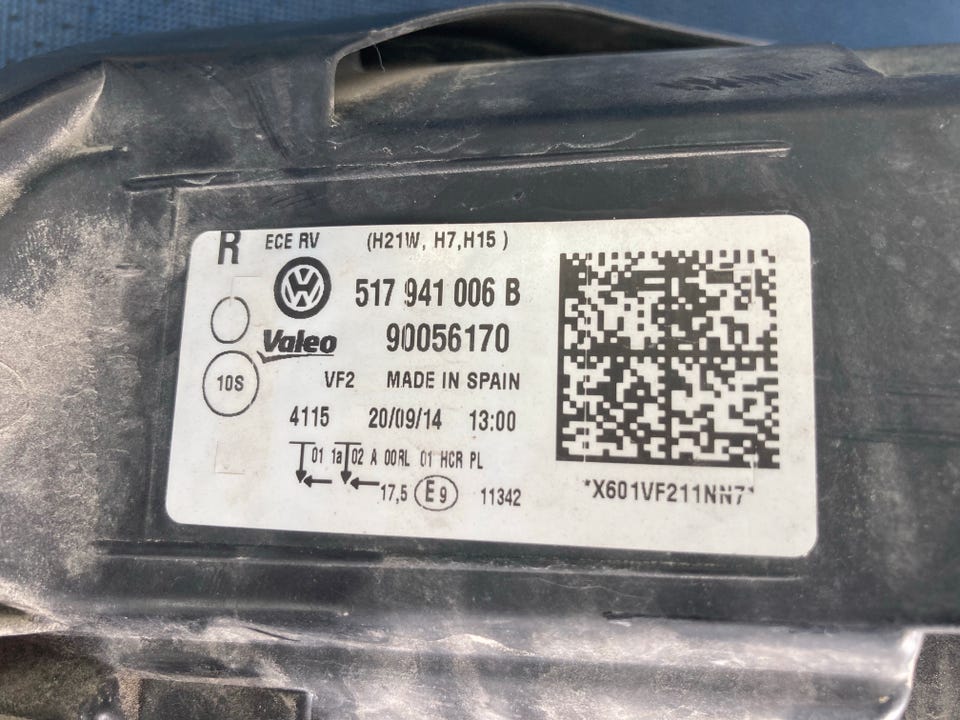 R ECE RV (H21W, H7,H15 )
517 941 006 B
Valeo 90056170
10S VF2 MADE IN SPAIN
4115 20/09/14 13:00
01 1a 02 A 00RL 01 HCR PL
17,5 E9 11342
*X601VF211NN7*